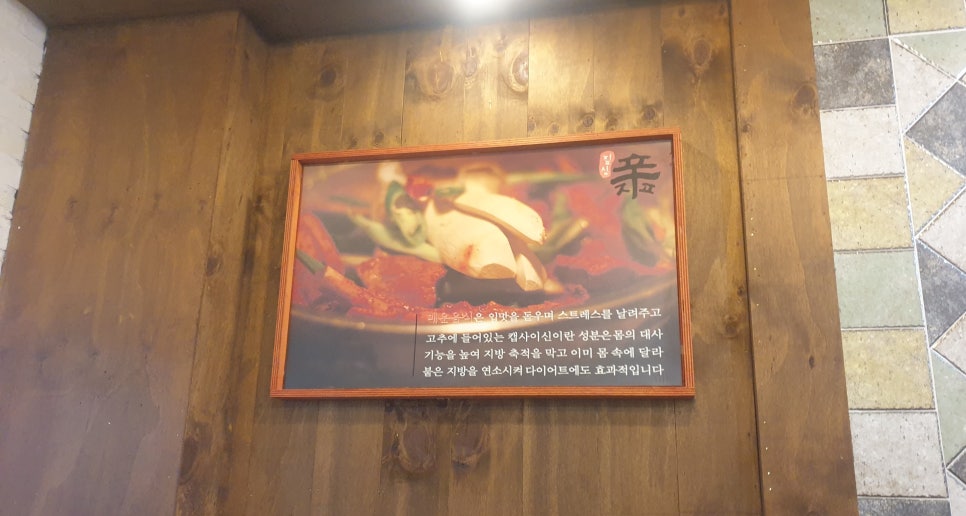 매운음식은 입맛을 돋우며 스트레스를 날려주고
고추에 들어있는 캡사이신이란 성분은몸의 대사
기능을 높여 지방 축적을 막고 이미 몸 속에 달라
붙은 지방을 연소시켜 다이어트에도 효과적입니다